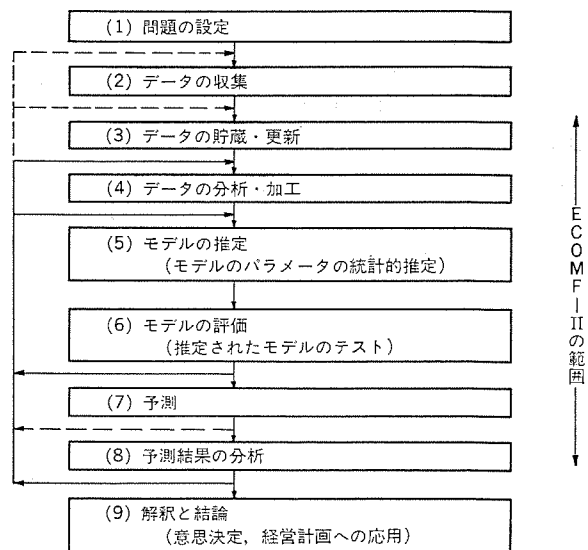 (1) 問題の設定
(2) データの収集
(3) データの貯蔵・更新
(4) データの分析・加工
(5) モデルの推定
(モデルのパラメータの統計的推定)
(6) モデルの評価
(推定されたモデルのテスト)
(7) 予測
(8) 予測結果の分析
(9) 解釈と結論
(意思決定, 経営計画への応用)
ECOMF-IIの範囲